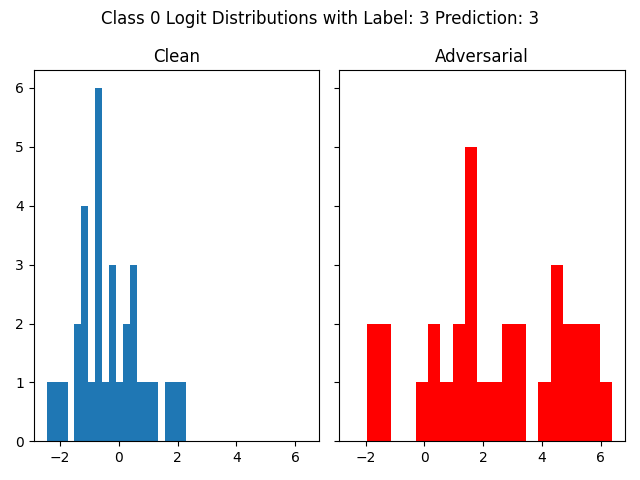 Class 0 Logit Distributions with Label: 3 Prediction: 3
Clean
Adversarial
6
5
4
3
2
1
0
−2 0 2 4 6
−2 0 2 4 6